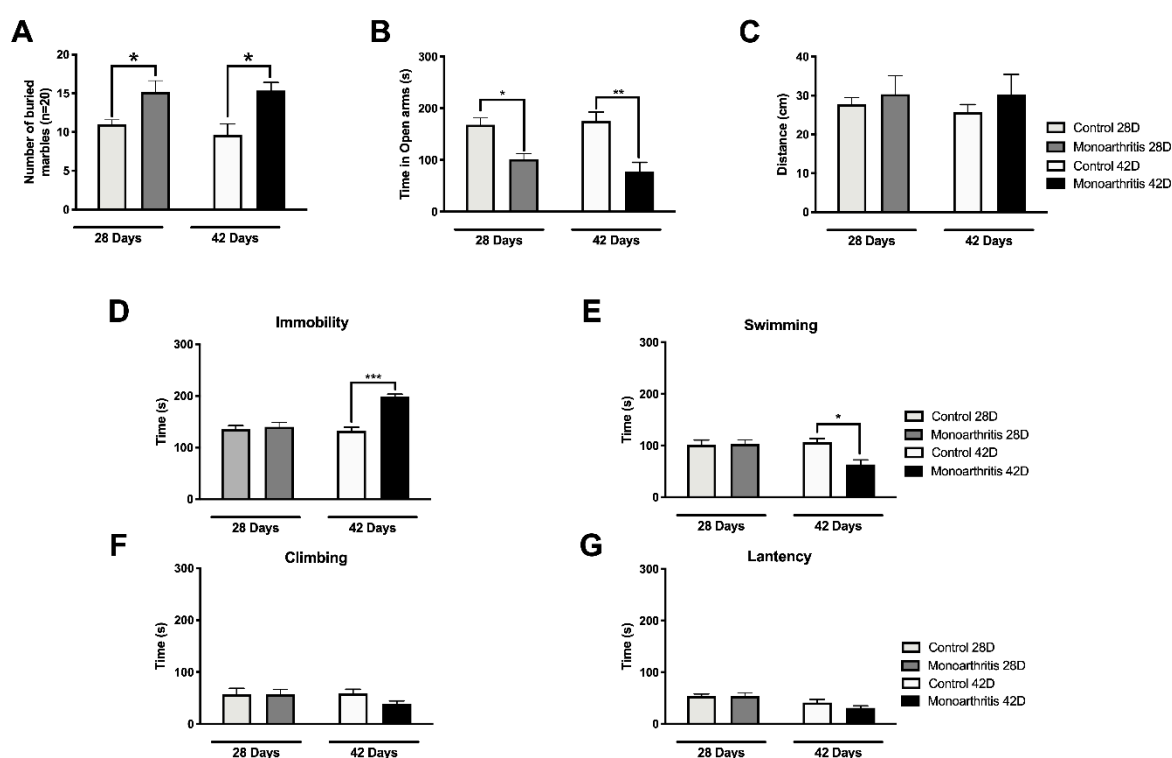 A
Number of buried
marbles (n=20)
20
15
10
5
0
*
*
28 Days
42 Days
B
Time in Open arms (s)
300
200
100
0
*
**
28 Days
42 Days
C
Distance (cm)
40
30
20
10
0
28 Days
42 Days
Control 28D
Monoarthritis 28D
Control 42D
Monoarthritis 42D
D
Immobility
Time (s)
300
200
100
0
***
28 Days
42 Days
E
Swimming
Time (s)
300
200
100
0
*
28 Days
42 Days
Control 28D
Monoarthritis 28D
Control 42D
Monoarthritis 42D
F
Climbing
Time (s)
300
200
100
0
28 Days
42 Days
G
Lantency
Time (s)
300
200
100
0
28 Days
42 Days
Control 28D
Monoarthritis 28D
Control 42D
Monoarthritis 42D